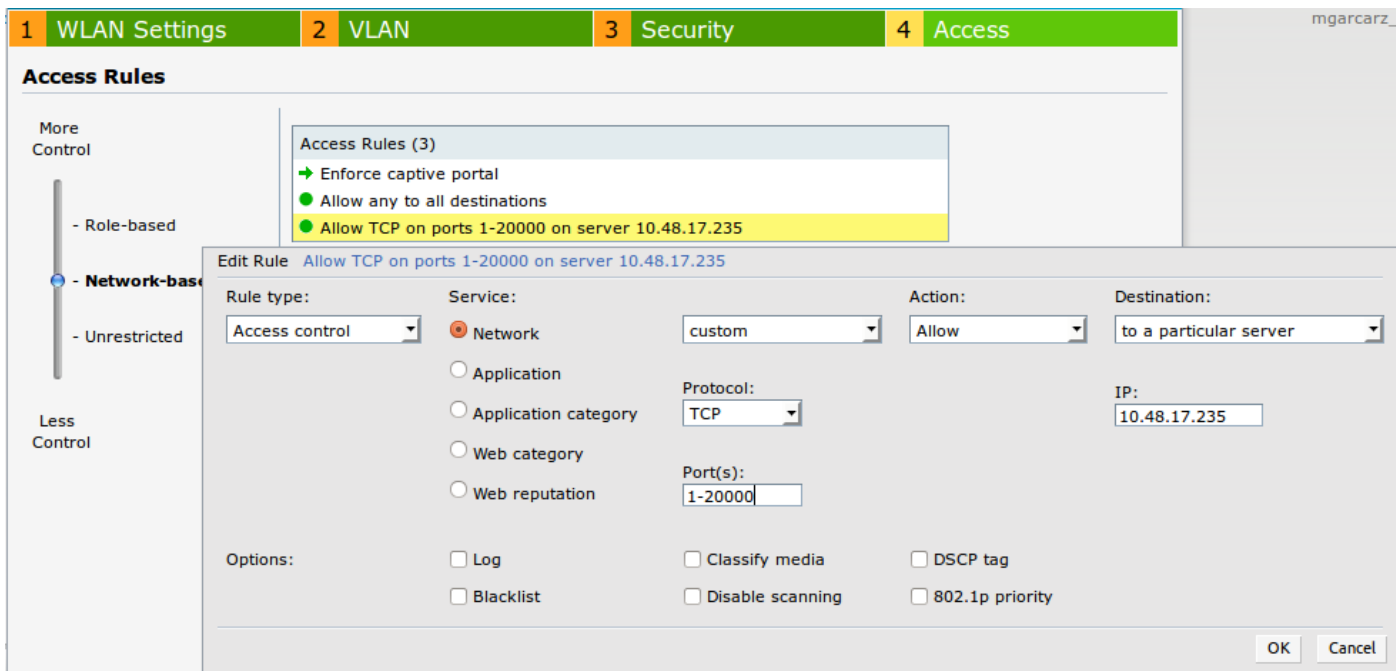 1 WLAN Settings 2 VLAN 3 Security 4 Access
mgarcarz_
Access Rules
More
Control
- Role-based
- Network-base
- Unrestricted
Less
Control
Access Rules (3)
Enforce captive portal
Allow any to all destinations
Allow TCP on ports 1-20000 on server 10.48.17.235
Edit Rule Allow TCP on ports 1-20000 on server 10.48.17.235
Rule type: Service: Action: Destination:
Access control Network custom Allow to a particular server
Application
Protocol: IP:
Application category TCP 10.48.17.235
Web category
Port(s):
Web reputation 1-20000
Options: Log Classify media DSCP tag
Blacklist Disable scanning 802.1p priority
OK Cancel